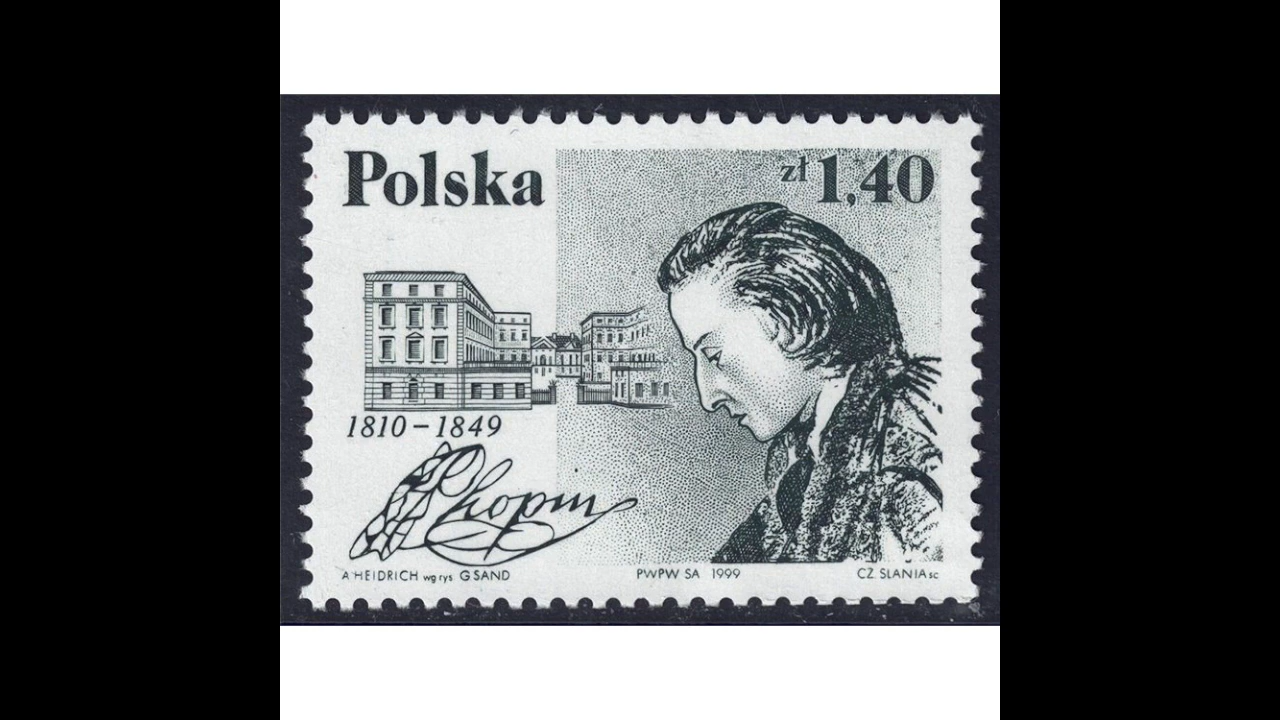 Polska
zł 1,40
1810–1849
Chopin
A HEIDRICH wg rys G SAND
PWPW SA 1999
CZ. SLANIA sc